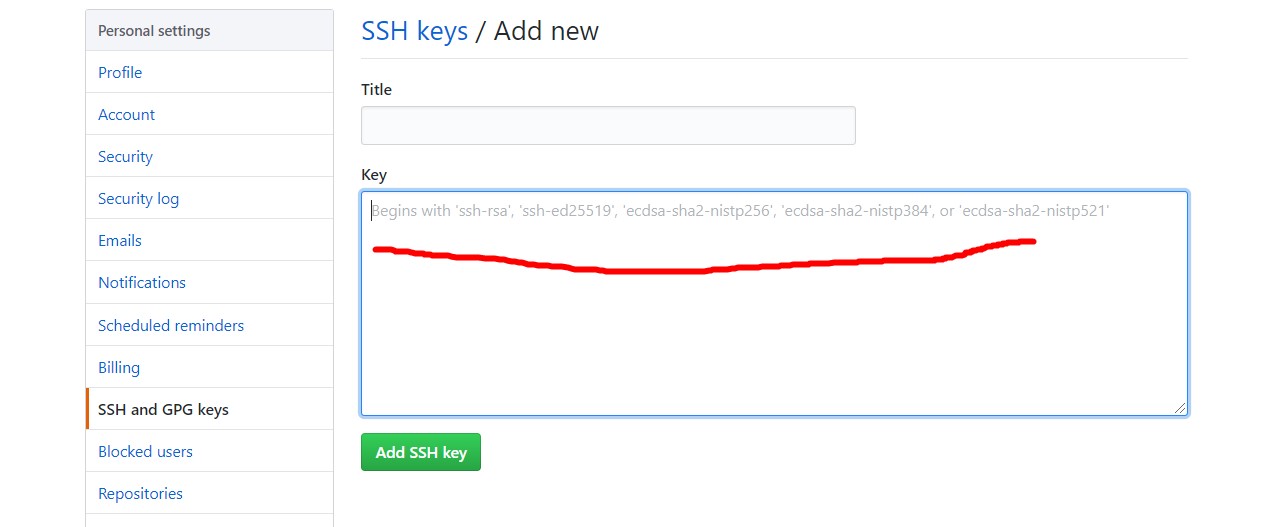 Personal settings
Profile
Account
Security
Security log
Emails
Notifications
Scheduled reminders
Billing
SSH and GPG keys
Blocked users
Repositories
SSH keys / Add new
Title
Key
Begins with 'ssh-rsa', 'ssh-ed25519', 'ecdsa-sha2-nistp256', 'ecdsa-sha2-nistp384', or 'ecdsa-sha2-nistp521'
Add SSH key